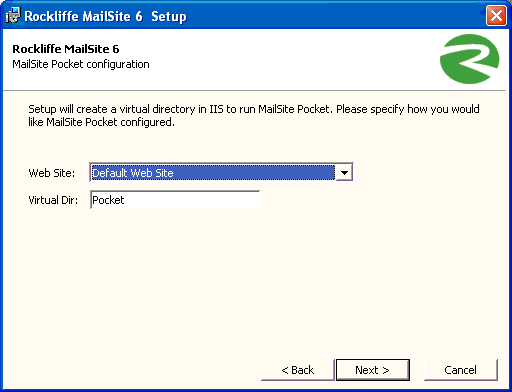 Rockliffe MailSite 6  Setup
Rockliffe MailSite 6
MailSite Pocket configuration
Setup will create a virtual directory in IIS to run MailSite Pocket. Please specify how you would
like MailSite Pocket configured.
Web Site: Default Web Site
Virtual Dir: Pocket
< Back Next > Cancel